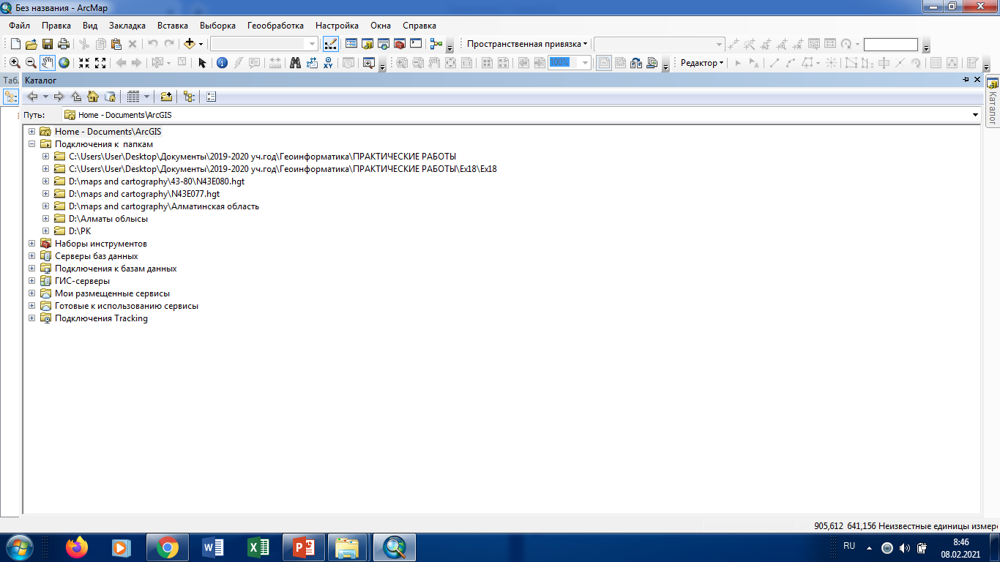 Без названия - ArcMap
Файл Правка Вид Закладка Вставка Выборка Геообработка Настройка Окна Справка
Пространственная привязка
100% Редактор
Таб
Каталог
Путь: Home - Documents\ArcGIS
Каталог
Home - Documents\ArcGIS
Подключения к папкам
C:\Users\User\Desktop\Документы\2019-2020 уч.год\Геоинформатика\ПРАКТИЧЕСКИЕ РАБОТЫ
C:\Users\User\Desktop\Документы\2019-2020 уч.год\Геоинформатика\ПРАКТИЧЕСКИЕ РАБОТЫ\Ex18\Ex18
D:\maps and cartography\43-80\N43E080.hgt
D:\maps and cartography\N43E077.hgt
D:\maps and cartography\Алматинская область
D:\Алматы облысы
D:\РК
Наборы инструментов
Серверы баз данных
Подключения к базам данных
ГИС-серверы
Мои размещенные сервисы
Готовые к использованию сервисы
Подключения Tracking
905,612 641,156 Неизвестные единицы измер
RU 8:46
08.02.2021